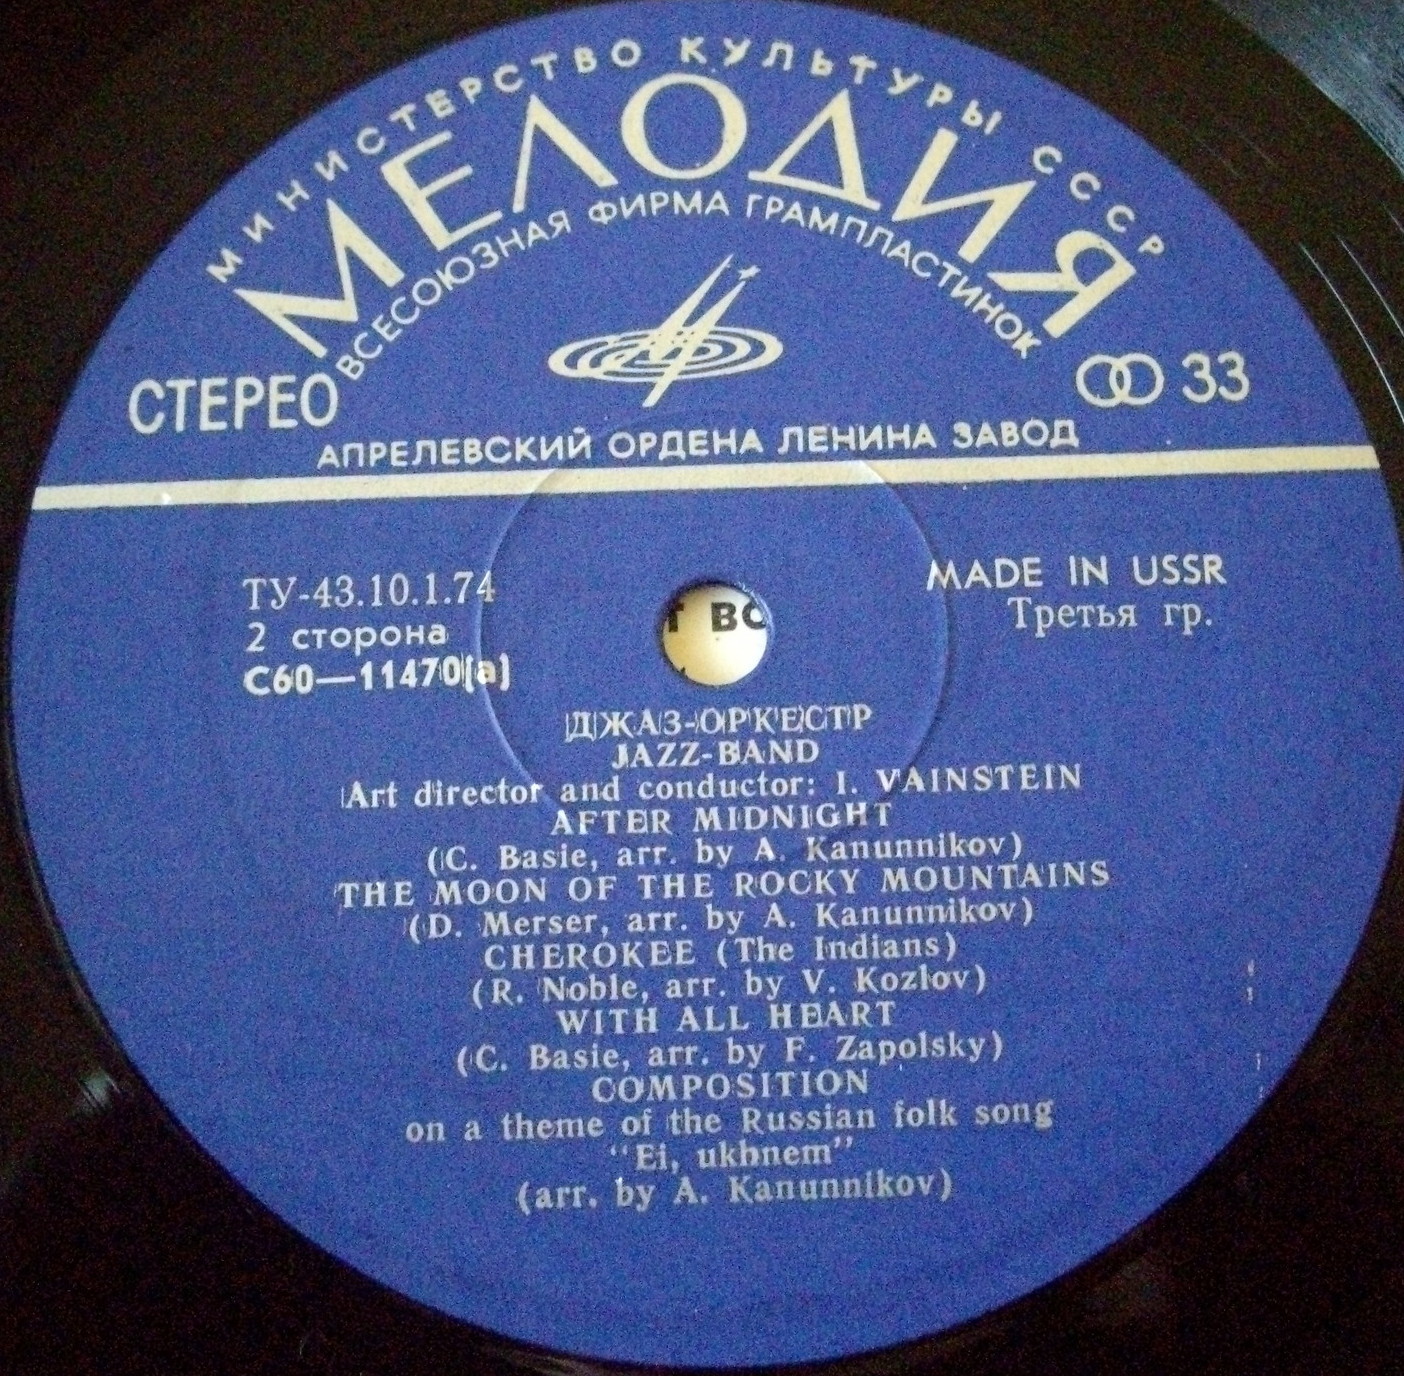 МИНИСТЕРСТВО КУЛЬТУРЫ СССР
МЕЛОДИЯ
ВСЕСОЮЗНАЯ ФИРМА ГРАМПЛАСТИНОК
СТЕРЕО
33
АПРЕЛЕВСКИЙ ОРДЕНА ЛЕНИНА ЗАВОД
ТУ-43.10.1.74
2 сторона
С60—11470(а)
MADE IN USSR
Третья гр.
ДЖАЗ-ОРКЕСТР
JAZZ-BAND
Art director and conductor: I. VAINSTEIN
AFTER MIDNIGHT
(C. Basie, arr. by A. Kanunnikov)
THE MOON OF THE ROCKY MOUNTAINS
(D. Merser, arr. by A. Kanunnikov)
CHEROKEE (The Indians)
(R. Noble, arr. by V. Kozlov)
WITH ALL HEART
(C. Basie, arr. by F. Zapolsky)
COMPOSITION
on a theme of the Russian folk song
“Ei, ukhnem”
(arr. by A. Kanunnikov)